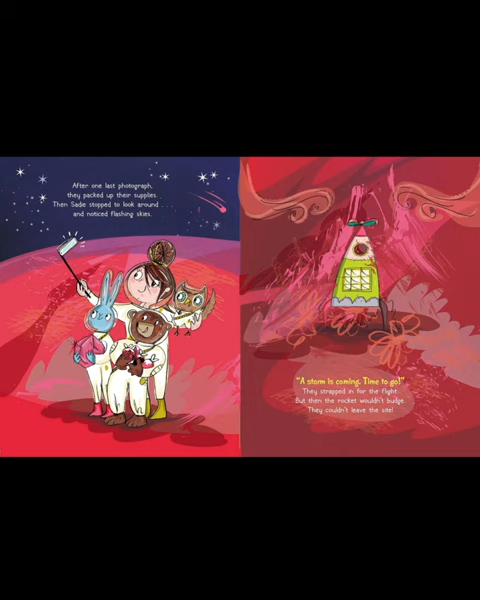 After one last photograph,
they packed up their supplies.
Then Sadie stopped to look around . . .
and noticed flashing skies.
"A storm is coming. Time to go!"
They strapped in for the flight.
But then the rocket wouldn't budge.
They couldn't leave the site!